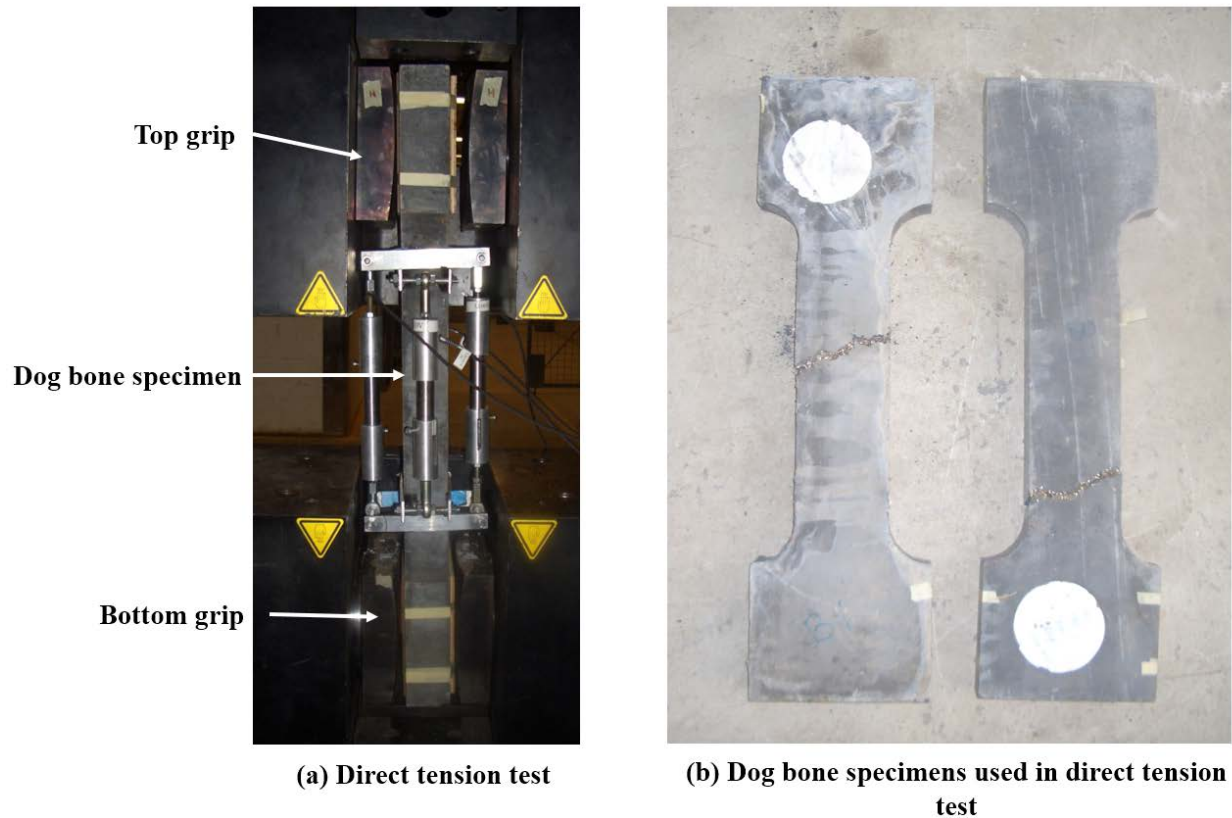 Top grip
Dog bone specimen
Bottom grip
(a) Direct tension test
(b) Dog bone specimens used in direct tension
test